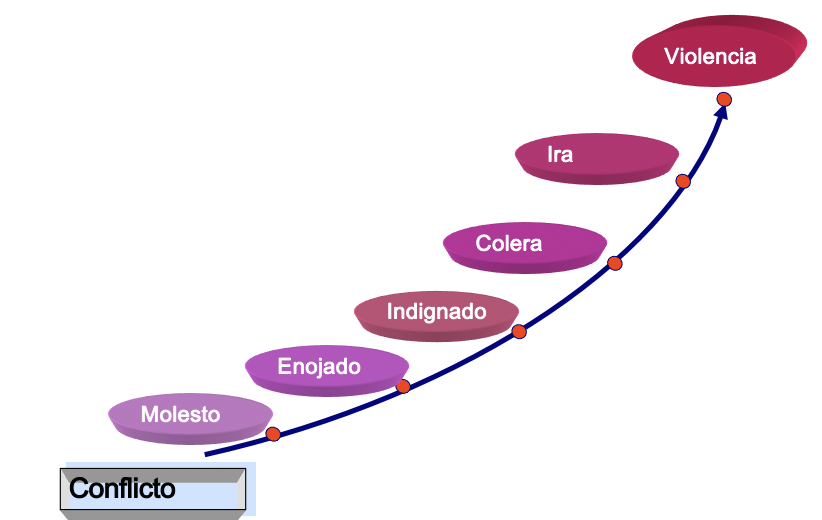 Violencia
Ira
Colera
Indignado
Enojado
Molesto
Conflicto